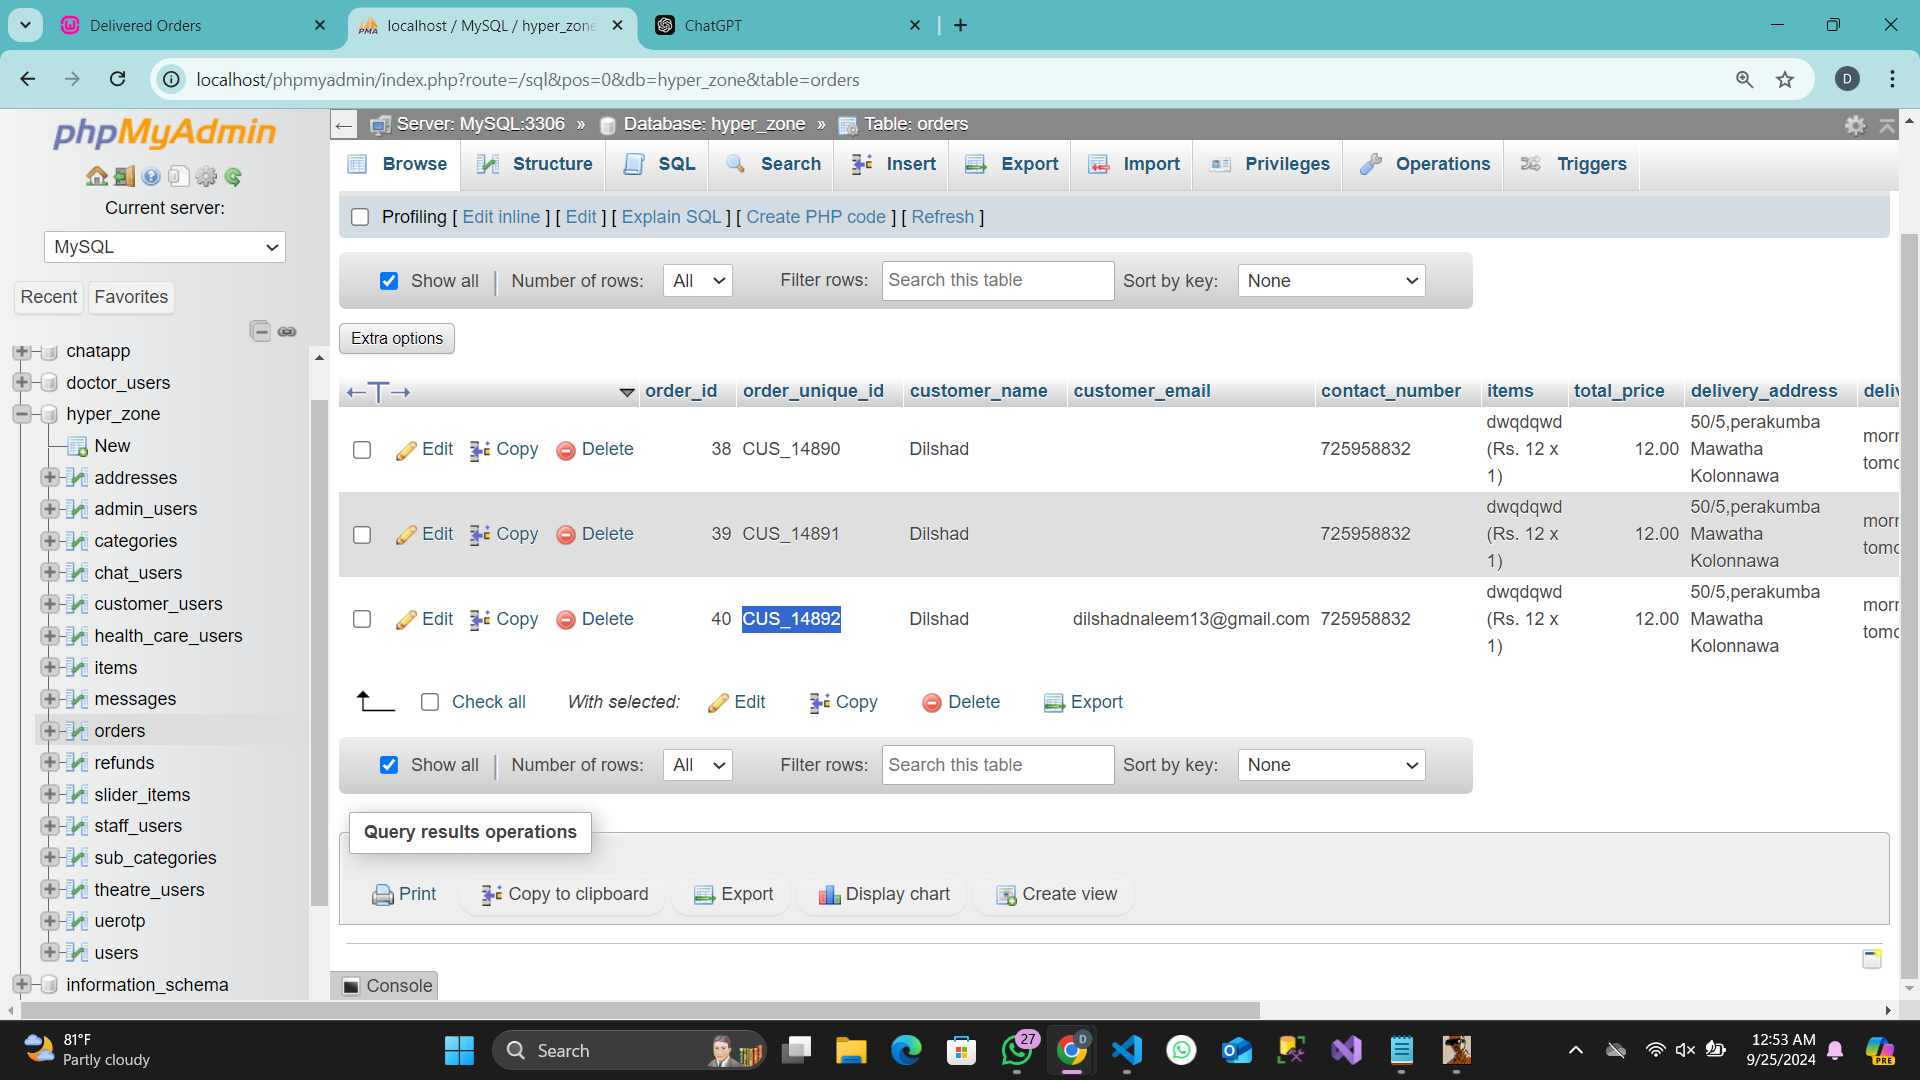 Delivered Orders
localhost / MySQL / hyper_zone
ChatGPT
localhost/phpmyadmin/index.php?route=/sql&pos=0&db=hyper_zone&table=orders
D
phpMyAdmin
Current server:
MySQL
Recent
Favorites
chatapp
doctor_users
hyper_zone
New
addresses
admin_users
categories
chat_users
customer_users
health_care_users
items
messages
orders
refunds
slider_items
staff_users
sub_categories
theatre_users
uerotp
users
information_schema
Server: MySQL:3306 » Database: hyper_zone » Table: orders
Browse Structure SQL Search Insert Export Import Privileges Operations Triggers
Profiling [ Edit inline ] [ Edit ] [ Explain SQL ] [ Create PHP code ] [ Refresh ]
Show all | Number of rows: All Filter rows: Search this table Sort by key: None
Extra options
←T→ order_id order_unique_id customer_name customer_email contact_number items total_price delivery_address
Edit Copy Delete 38 CUS_14890 Dilshad 725958832 dwqdqwd (Rs. 12 x 1) 12.00 50/5,perakumba Mawatha Kolonnawa
Edit Copy Delete 39 CUS_14891 Dilshad 725958832 dwqdqwd (Rs. 12 x 1) 12.00 50/5,perakumba Mawatha Kolonnawa
Edit Copy Delete 40 CUS_14892 Dilshad dilshadnaleem13@gmail.com 725958832 dwqdqwd (Rs. 12 x 1) 12.00 50/5,perakumba Mawatha Kolonnawa
Check all With selected: Edit Copy Delete Export
Show all | Number of rows: All Filter rows: Search this table Sort by key: None
Query results operations
Print Copy to clipboard Export Display chart Create view
Console
81°F
Partly cloudy
Search
27
D
12:53 AM
9/25/2024
PRE